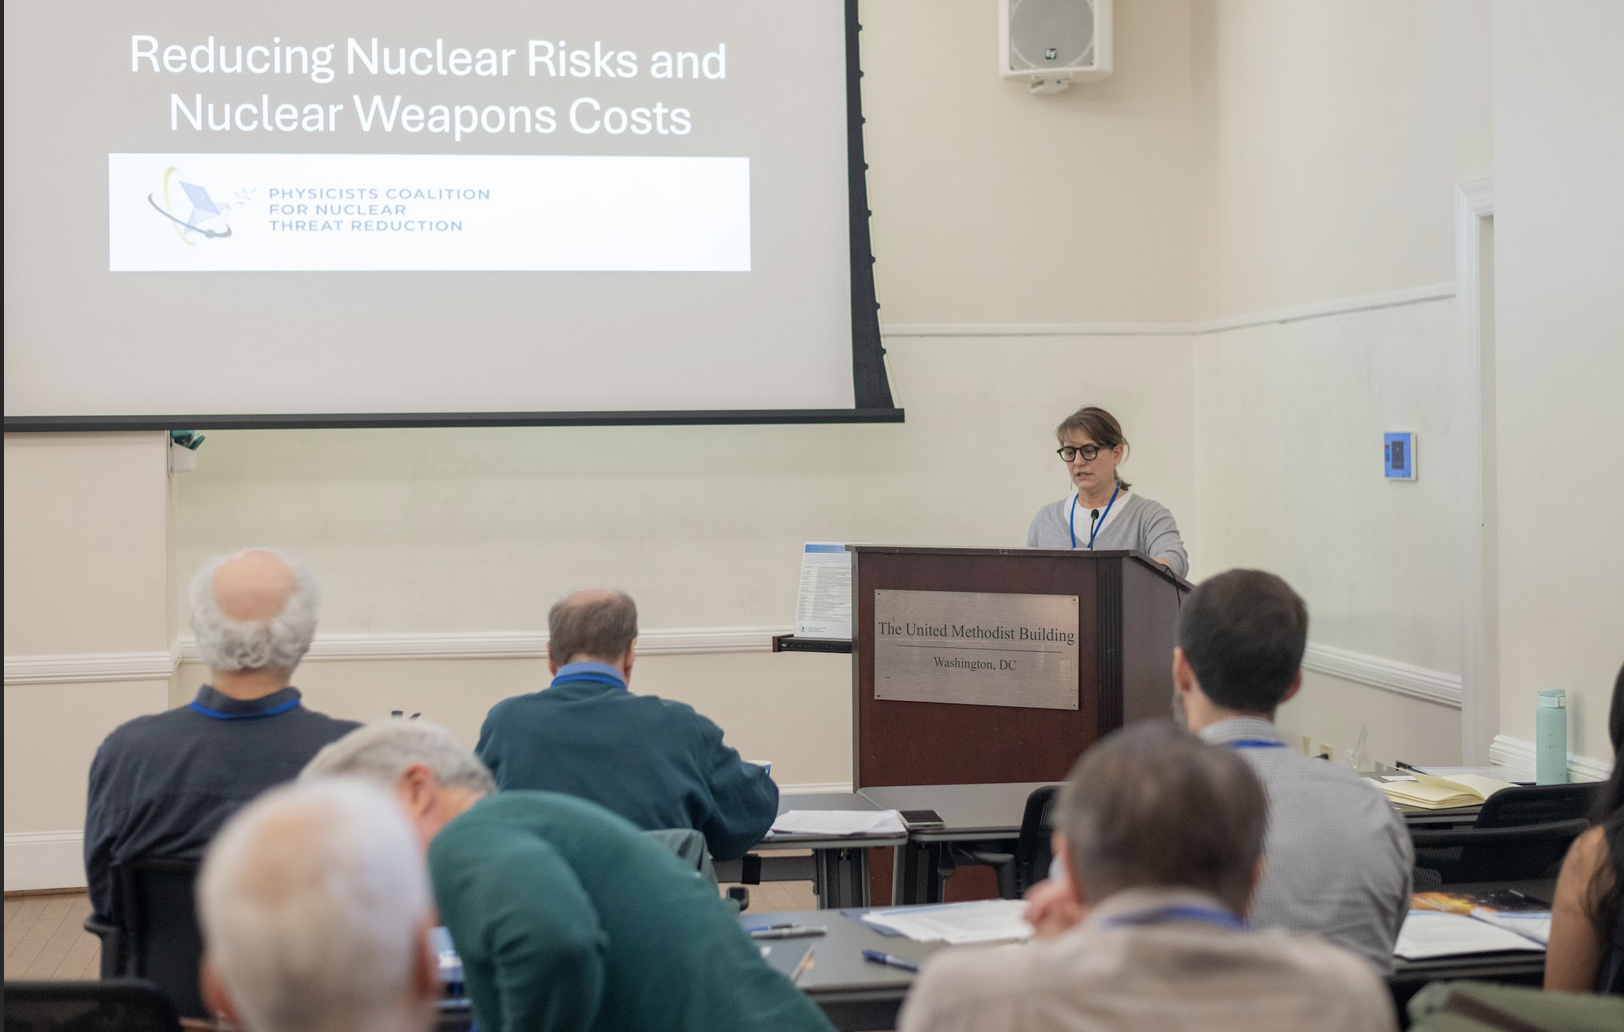 Reducing Nuclear Risks and
Nuclear Weapons Costs
PHYSICISTS COALITION
FOR NUCLEAR
THREAT REDUCTION
The United Methodist Building
Washington, DC